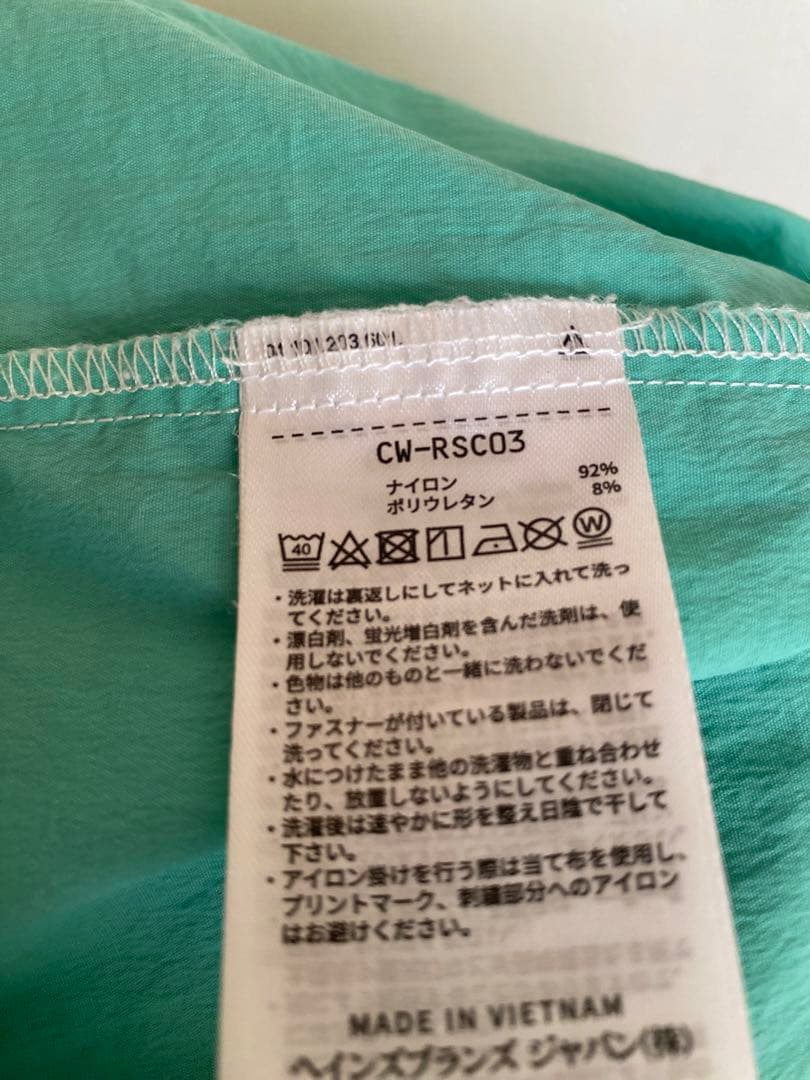 CW-RSC03
ナイロン 92%
ポリウレタン 8%
40 W
・洗濯は裏返しにしてネットに入れて洗っ
てください。
・漂白剤、蛍光増白剤を含んだ洗剤は、使
用しないでください。
・色物は他のものと一緒に洗わないでくだ
さい。
・ファスナーが付いている製品は、閉じて
洗ってください。
・水につけたまま他の洗濯物と重ね合わせ
たり、放置しないようにしてください。
・洗濯後は速やかに形を整え日陰で干して
下さい。
・アイロン受けを行う際は当て布を使用し、
プリントマーク、刺繍部分へのアイロン
はお避けください。
MADE IN VIETNAM
ヘインズブランズ ジャパン(株)